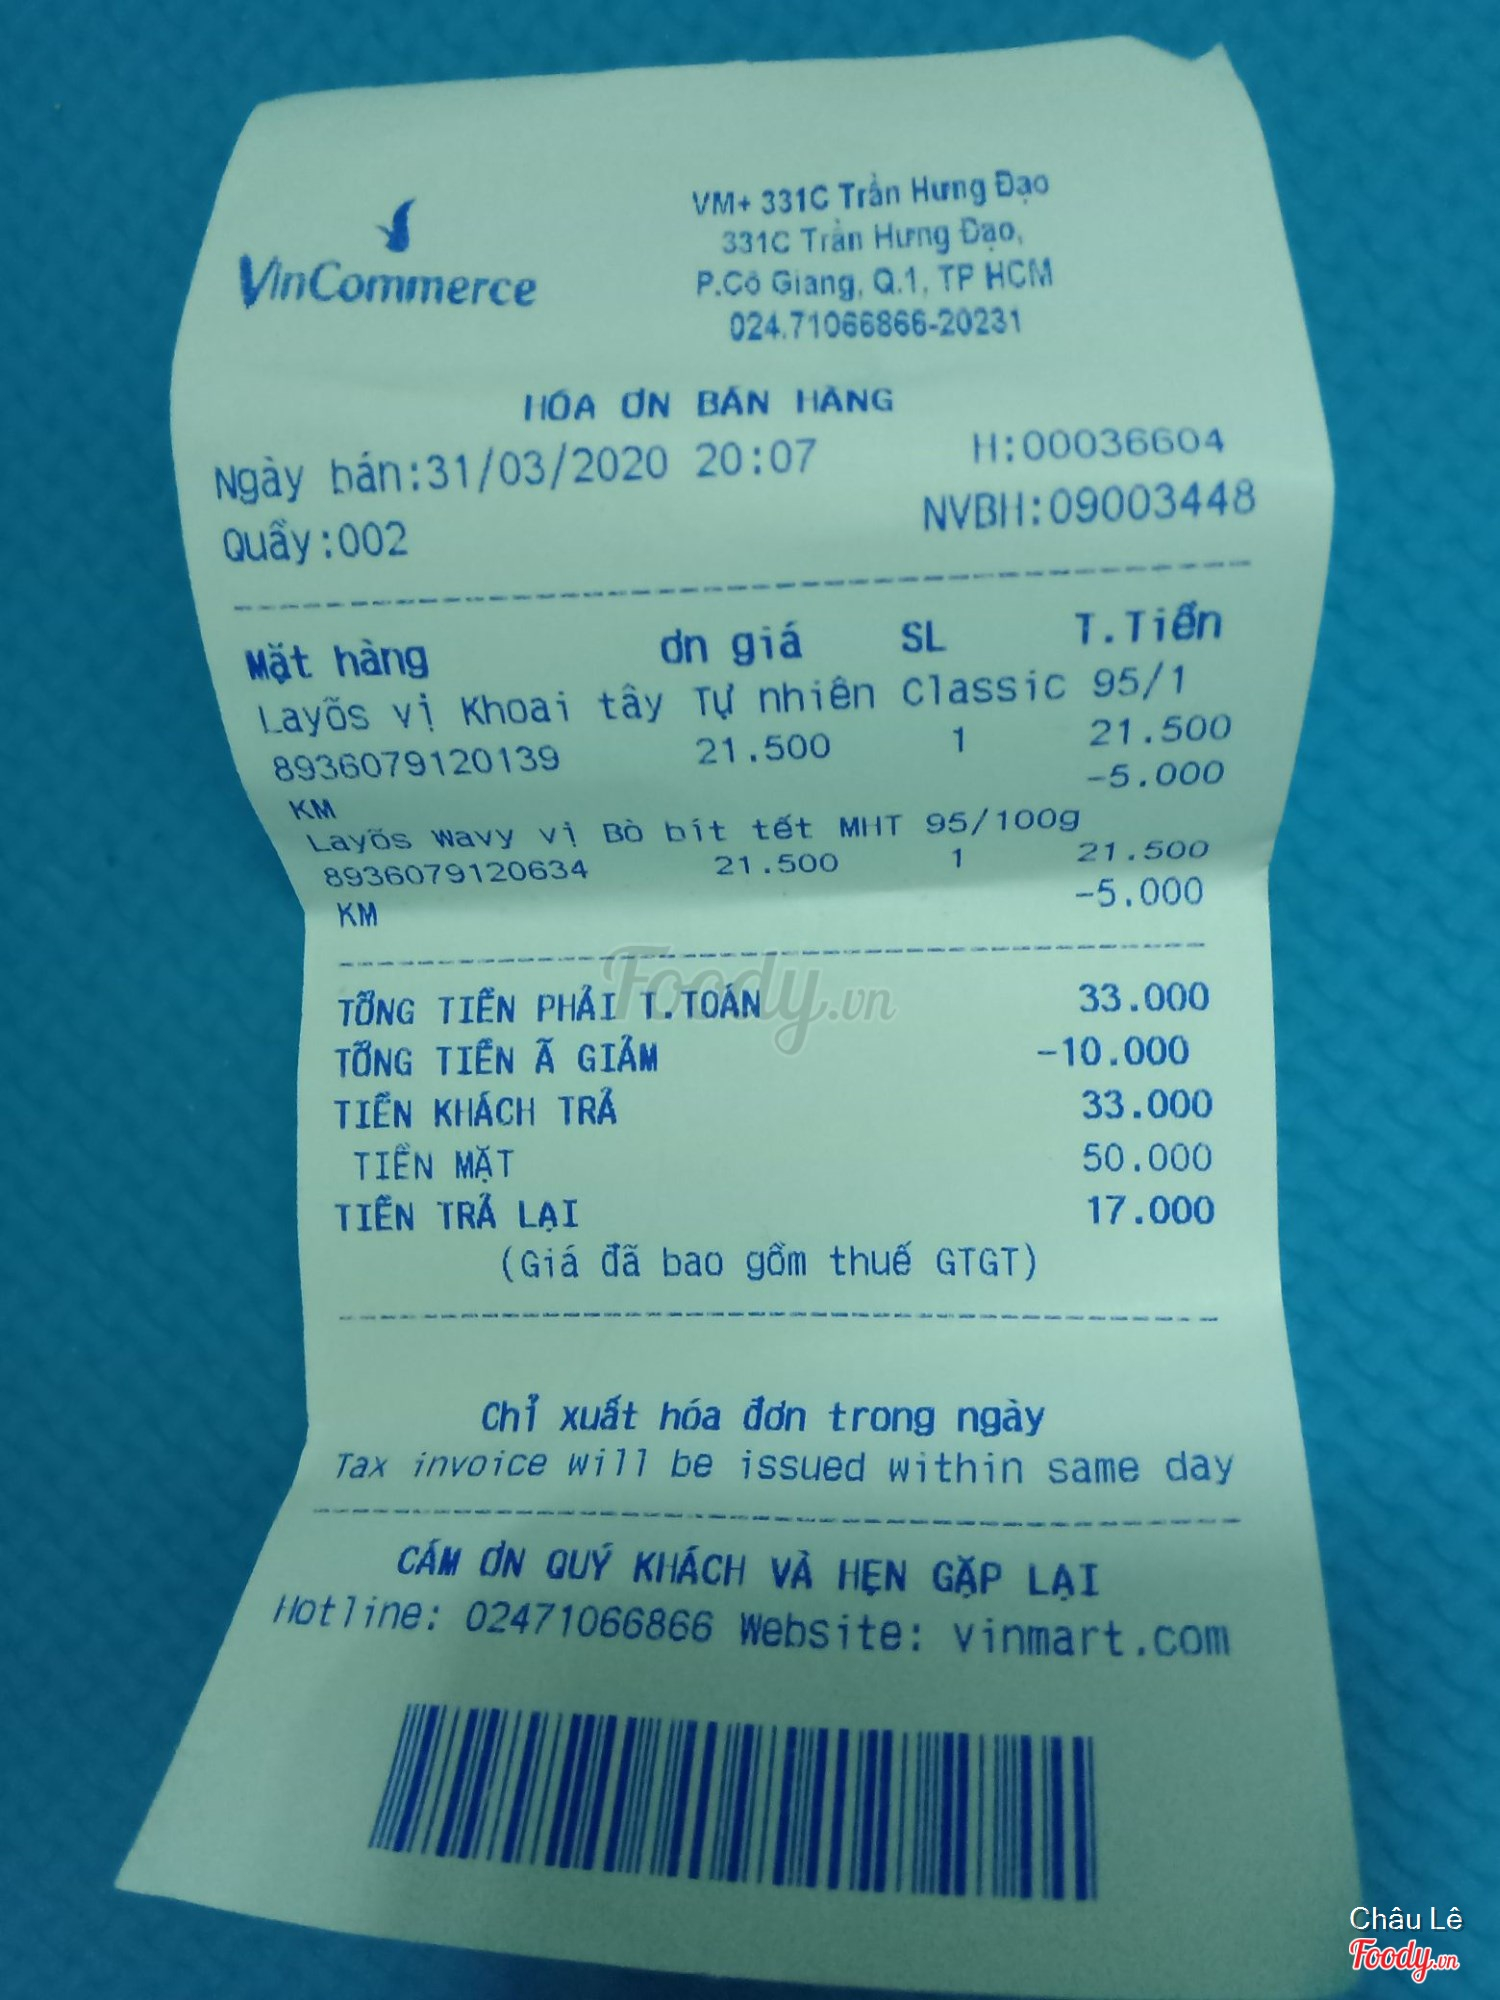 VinCommerce
VM+ 331C Trần Hưng Đạo
331C Trần Hưng Đạo,
P.Cô Giang, Q.1, TP HCM
024.71066866-20231
HÓA ƠN BÁN HÀNG
Ngày bán:31/03/2020 20:07 H:00036604
Quầy:002 NVBH:09003448
Mặt hàng ơn giá SL T.Tiền
Layõs vị Khoai tây Tự nhiên Classic 95/1
8936079120139 21.500 1 21.500
KM -5.000
Layõs Wavy vị Bò bít tết MHT 95/100g
8936079120634 21.500 1 21.500
KM -5.000
TỔNG TIỀN PHẢI T.TOÁN 33.000
TỔNG TIỀN Ã GIẢM -10.000
TIỀN KHÁCH TRẢ 33.000
TIỀN MẶT 50.000
TIỀN TRẢ LẠI 17.000
(Giá đã bao gồm thuế GTGT)
Chỉ xuất hóa đơn trong ngày
Tax invoice will be issued within same day
CÁM ƠN QUÝ KHÁCH VÀ HẸN GẶP LẠI
Hotline: 02471066866 Website: vinmart.com
Foody.vn
Châu Lê
Foody.vn